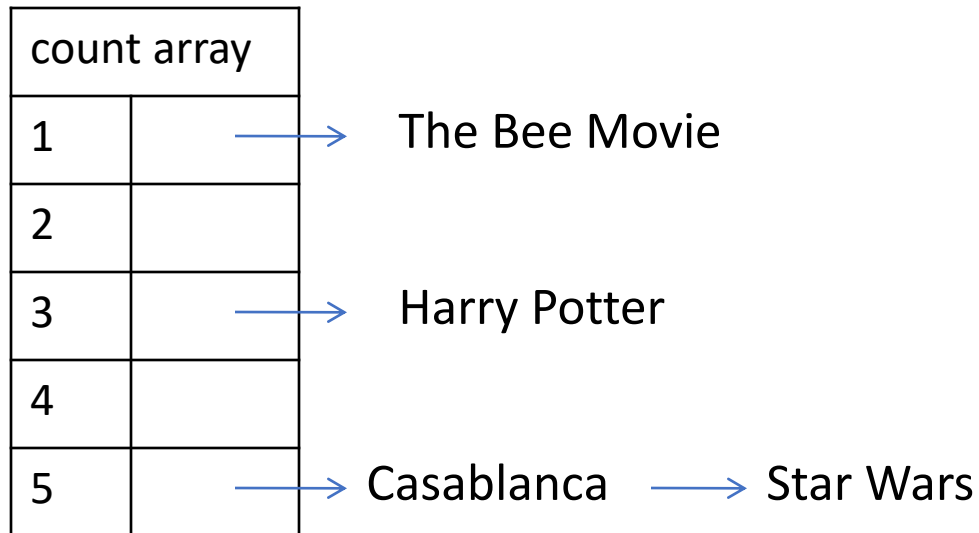 count array
1 The Bee Movie
2
3 Harry Potter
4
5 Casablanca Star Wars